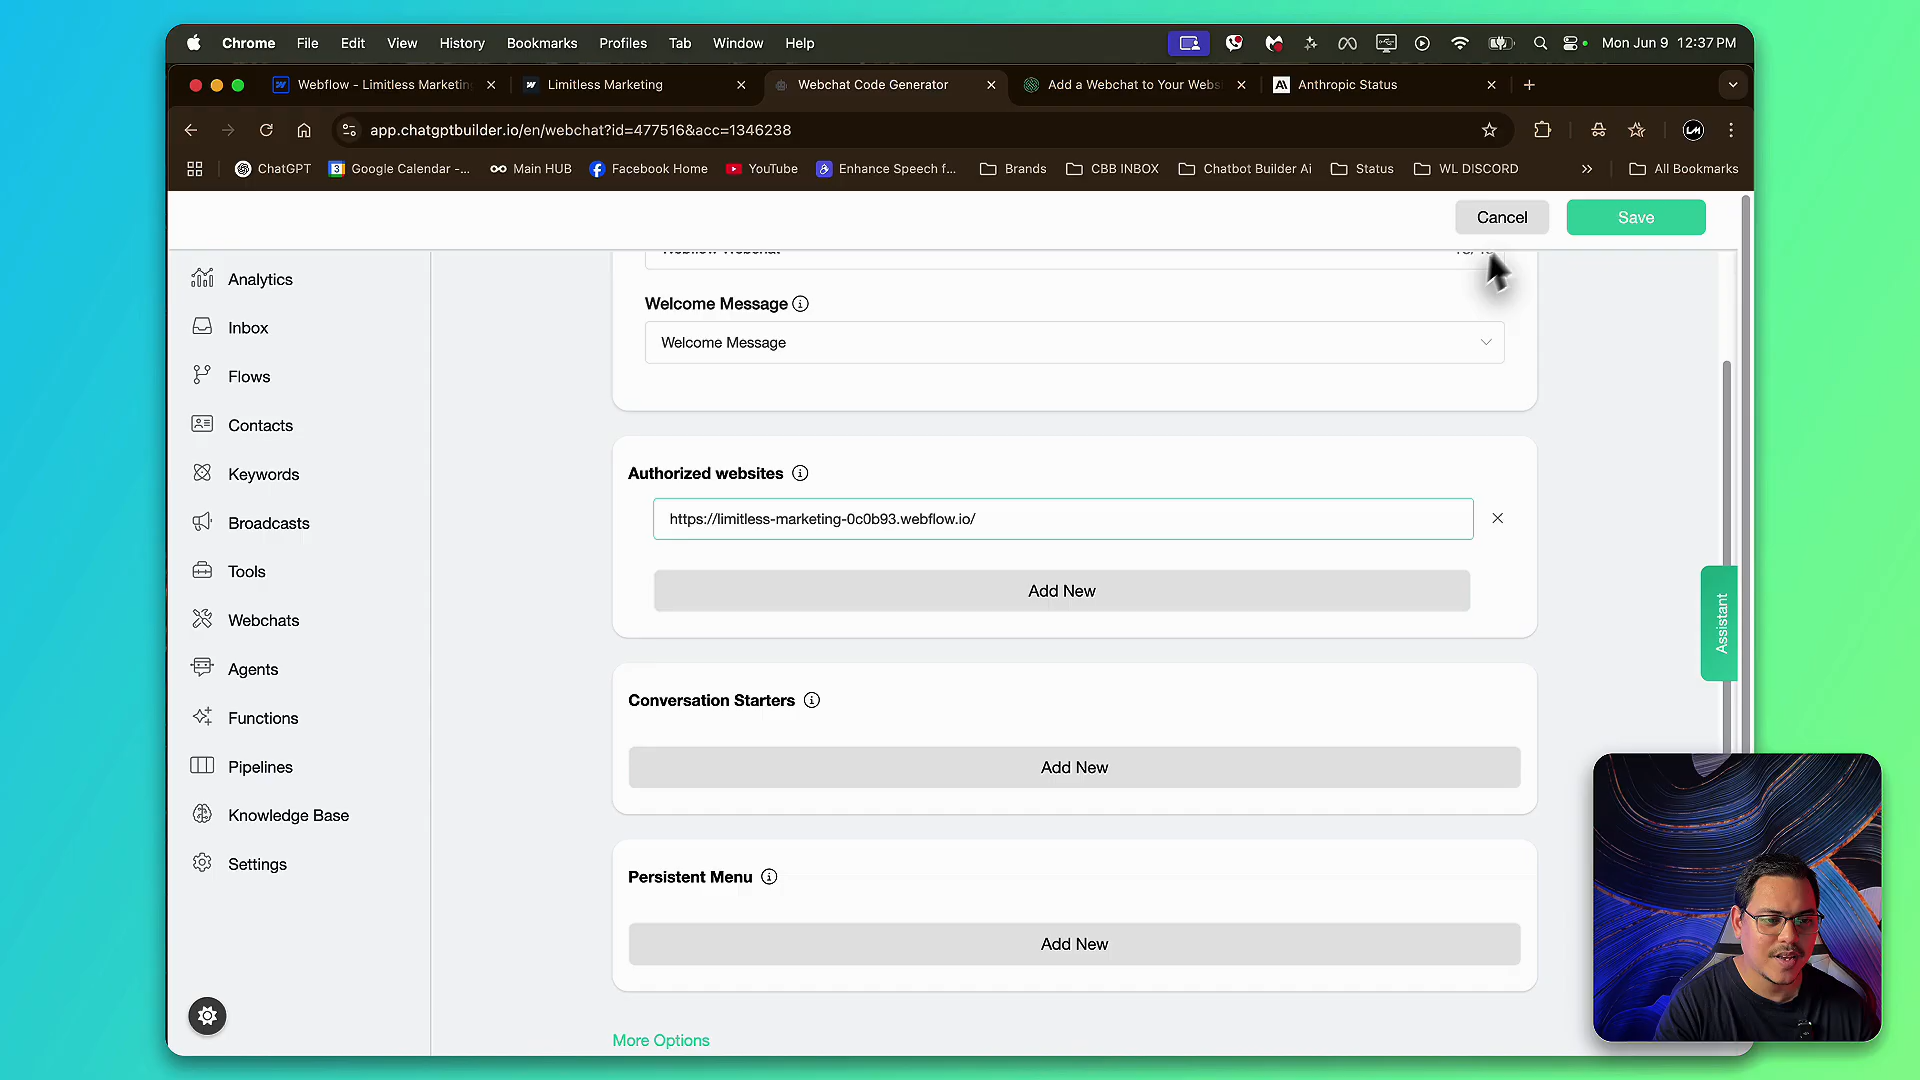 Chrome File Edit View History Bookmarks Profiles Tab Window Help Mon Jun 9 12:37 PM
Webflow - Limitless Marketing Limitless Marketing Webchat Code Generator Add a Webchat to Your Webs Anthropic Status
app.chatgptbuilder.io/en/webchat?id=477516&acc=1346238
ChatGPT Google Calendar -... Main HUB Facebook Home YouTube Enhance Speech f... Brands CBB INBOX Chatbot Builder Ai Status WL DISCORD All Bookmarks
Cancel Save
Analytics
Inbox
Flows
Contacts
Keywords
Broadcasts
Tools
Webchats
Agents
Functions
Pipelines
Knowledge Base
Settings
Welcome Message
Welcome Message
Authorized websites
https://limitless-marketing-0c0b93.webflow.io/
Add New
Conversation Starters
Add New
Persistent Menu
Add New
More Options
Assistant